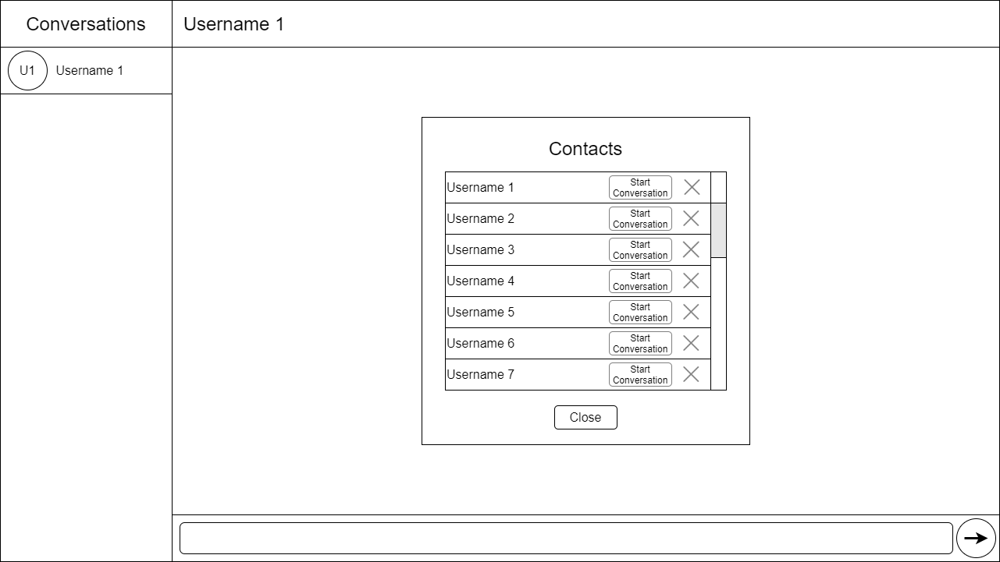 Conversations
Username 1
U1
Username 1
Contacts
Username 1
Start
Conversation
Username 2
Start
Conversation
Username 3
Start
Conversation
Username 4
Start
Conversation
Username 5
Start
Conversation
Username 6
Start
Conversation
Username 7
Start
Conversation
Close